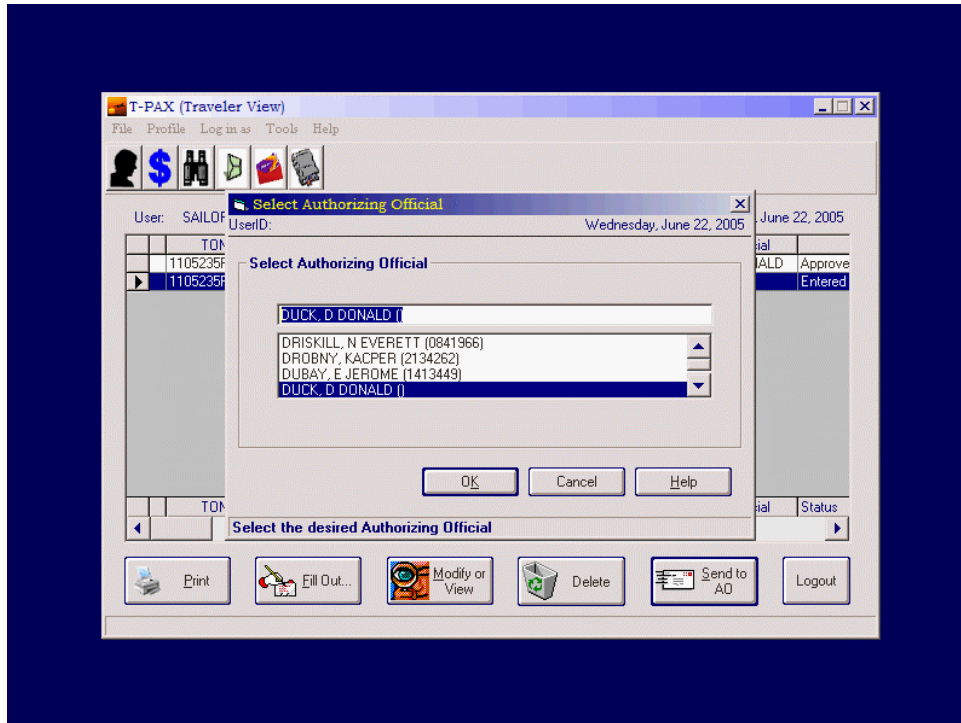 T-PAX (Traveler View)
File Profile Log in as Tools Help
User: SAILOR
, June 22, 2005
Select Authorizing Official
UserID: Wednesday, June 22, 2005
TON
ial
1105235F
ALD Approve
1105235F
Entered
Select Authorizing Official
DUCK, D DONALD ()
DRISKILL, N EVERETT (0841966)
DROBNY, KACPER (2134262)
DUBAY, E JEROME (1413449)
DUCK, D DONALD ()
OK Cancel Help
TON
ial Status
Select the desired Authorizing Official
Print
Fill Out...
Modify or
View
Delete
Send to
AO
Logout